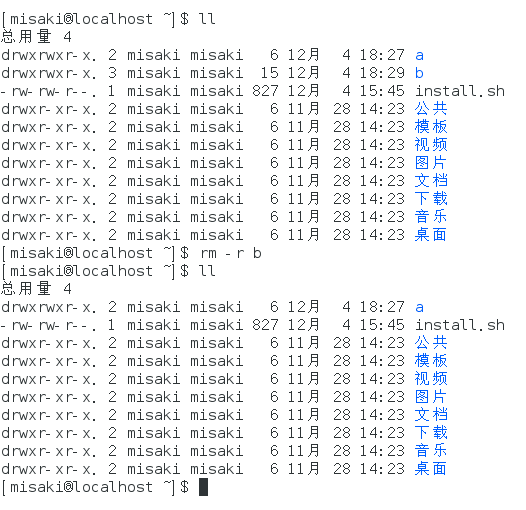 [misaki@localhost ~]$ ll
总用量 4
drwxrwxr-x. 2 misaki misaki   6 12月  4 18:27 a
drwxrwxr-x. 3 misaki misaki  15 12月  4 18:29 b
-rw-rw-r--. 1 misaki misaki 827 12月  4 15:45 install.sh
drwxr-xr-x. 2 misaki misaki   6 11月 28 14:23 公共
drwxr-xr-x. 2 misaki misaki   6 11月 28 14:23 模板
drwxr-xr-x. 2 misaki misaki   6 11月 28 14:23 视频
drwxr-xr-x. 2 misaki misaki   6 11月 28 14:23 图片
drwxr-xr-x. 2 misaki misaki   6 11月 28 14:23 文档
drwxr-xr-x. 2 misaki misaki   6 11月 28 14:23 下载
drwxr-xr-x. 2 misaki misaki   6 11月 28 14:23 音乐
drwxr-xr-x. 2 misaki misaki   6 11月 28 14:23 桌面
[misaki@localhost ~]$ rm -r b
[misaki@localhost ~]$ ll
总用量 4
drwxrwxr-x. 2 misaki misaki   6 12月  4 18:27 a
-rw-rw-r--. 1 misaki misaki 827 12月  4 15:45 install.sh
drwxr-xr-x. 2 misaki misaki   6 11月 28 14:23 公共
drwxr-xr-x. 2 misaki misaki   6 11月 28 14:23 模板
drwxr-xr-x. 2 misaki misaki   6 11月 28 14:23 视频
drwxr-xr-x. 2 misaki misaki   6 11月 28 14:23 图片
drwxr-xr-x. 2 misaki misaki   6 11月 28 14:23 文档
drwxr-xr-x. 2 misaki misaki   6 11月 28 14:23 下载
drwxr-xr-x. 2 misaki misaki   6 11月 28 14:23 音乐
drwxr-xr-x. 2 misaki misaki   6 11月 28 14:23 桌面
[misaki@localhost ~]$